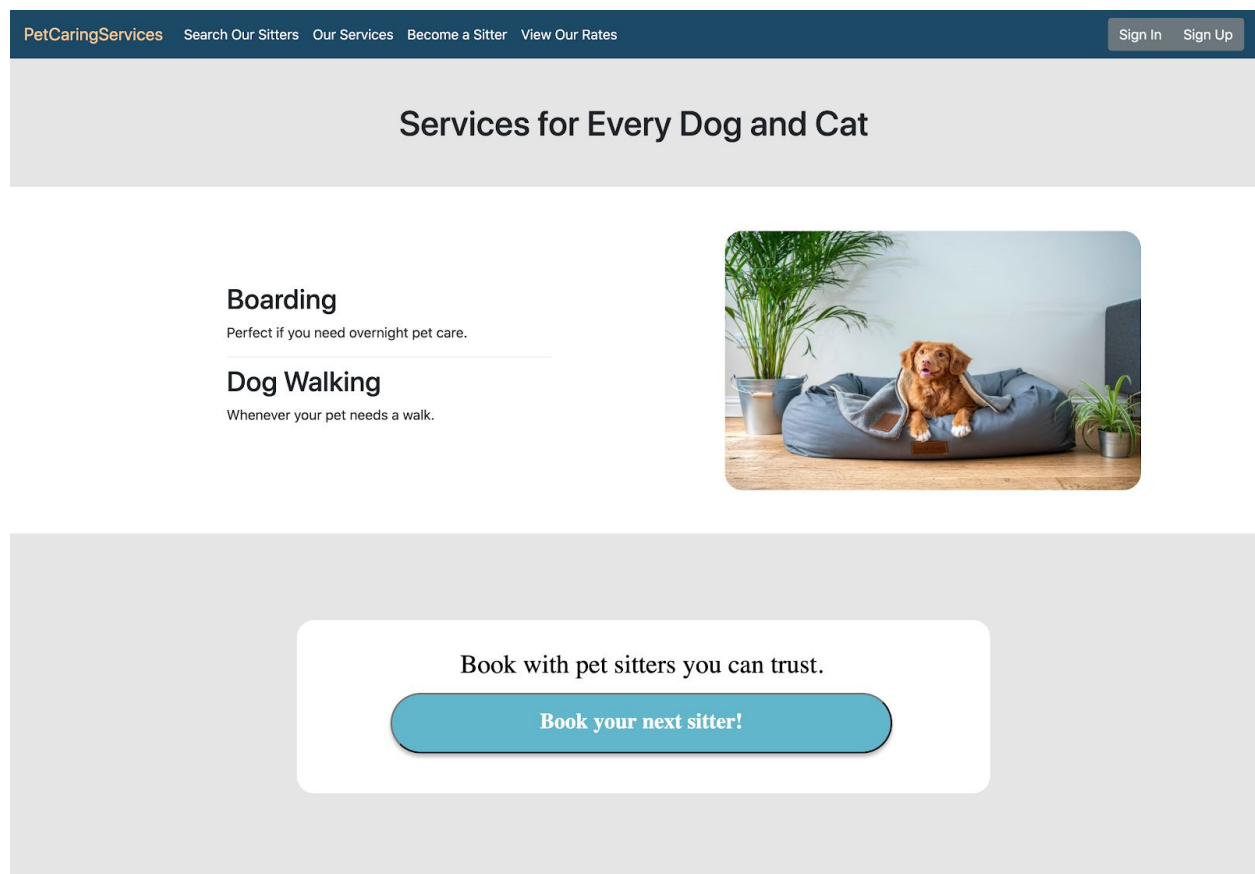 PetCaringServices Search Our Sitters Our Services Become a Sitter View Our Rates Sign In Sign Up
Services for Every Dog and Cat
Boarding
Perfect if you need overnight pet care.
Dog Walking
Whenever your pet needs a walk.
Book with pet sitters you can trust.
Book your next sitter!